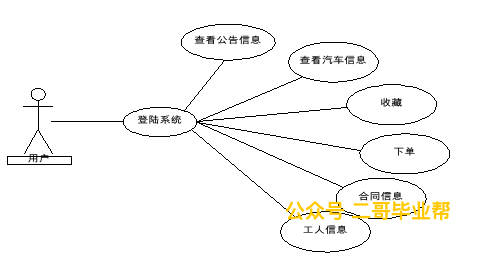 查看公告信息
查看汽车信息
收藏
登陆系统
下单
用户
合同信息
公众号 二哥毕业帮
工人信息